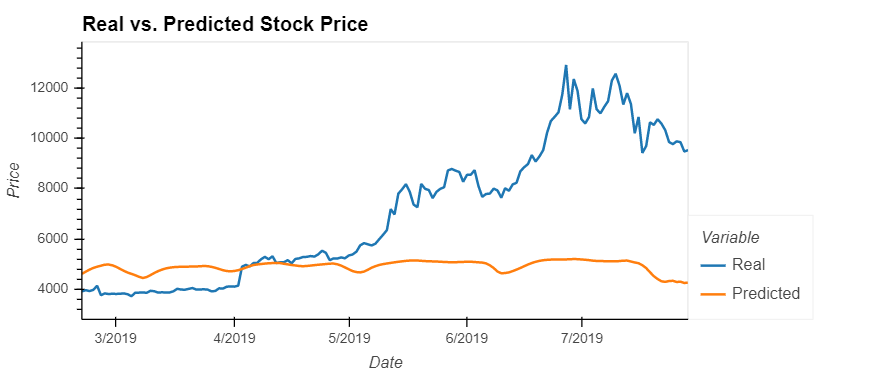 Real vs. Predicted Stock Price
12000
10000
8000
6000
4000
Price
3/2019
4/2019
5/2019
6/2019
7/2019
Date
Variable
Real
Predicted